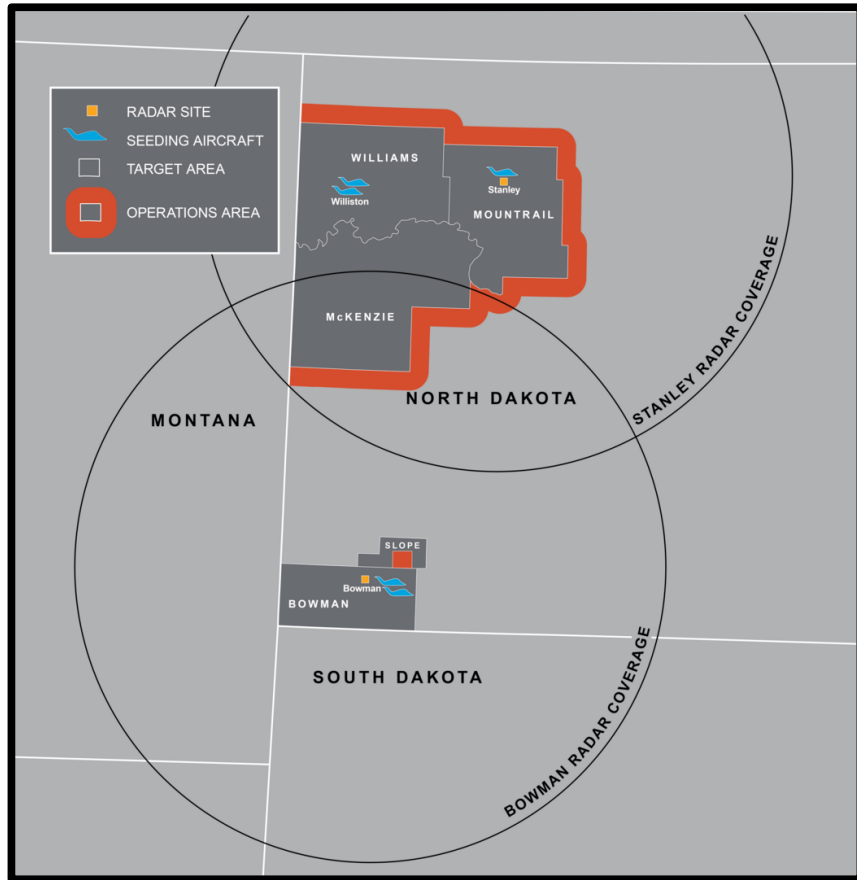 RADAR SITE
SEEDING AIRCRAFT
TARGET AREA
OPERATIONS AREA
WILLIAMS
Williston
Stanley
MOUNTRAIL
McKENZIE
NORTH DAKOTA
MONTANA
STANLEY RADAR COVERAGE
SLOPE
Bowman
BOWMAN
SOUTH DAKOTA
BOWMAN RADAR COVERAGE